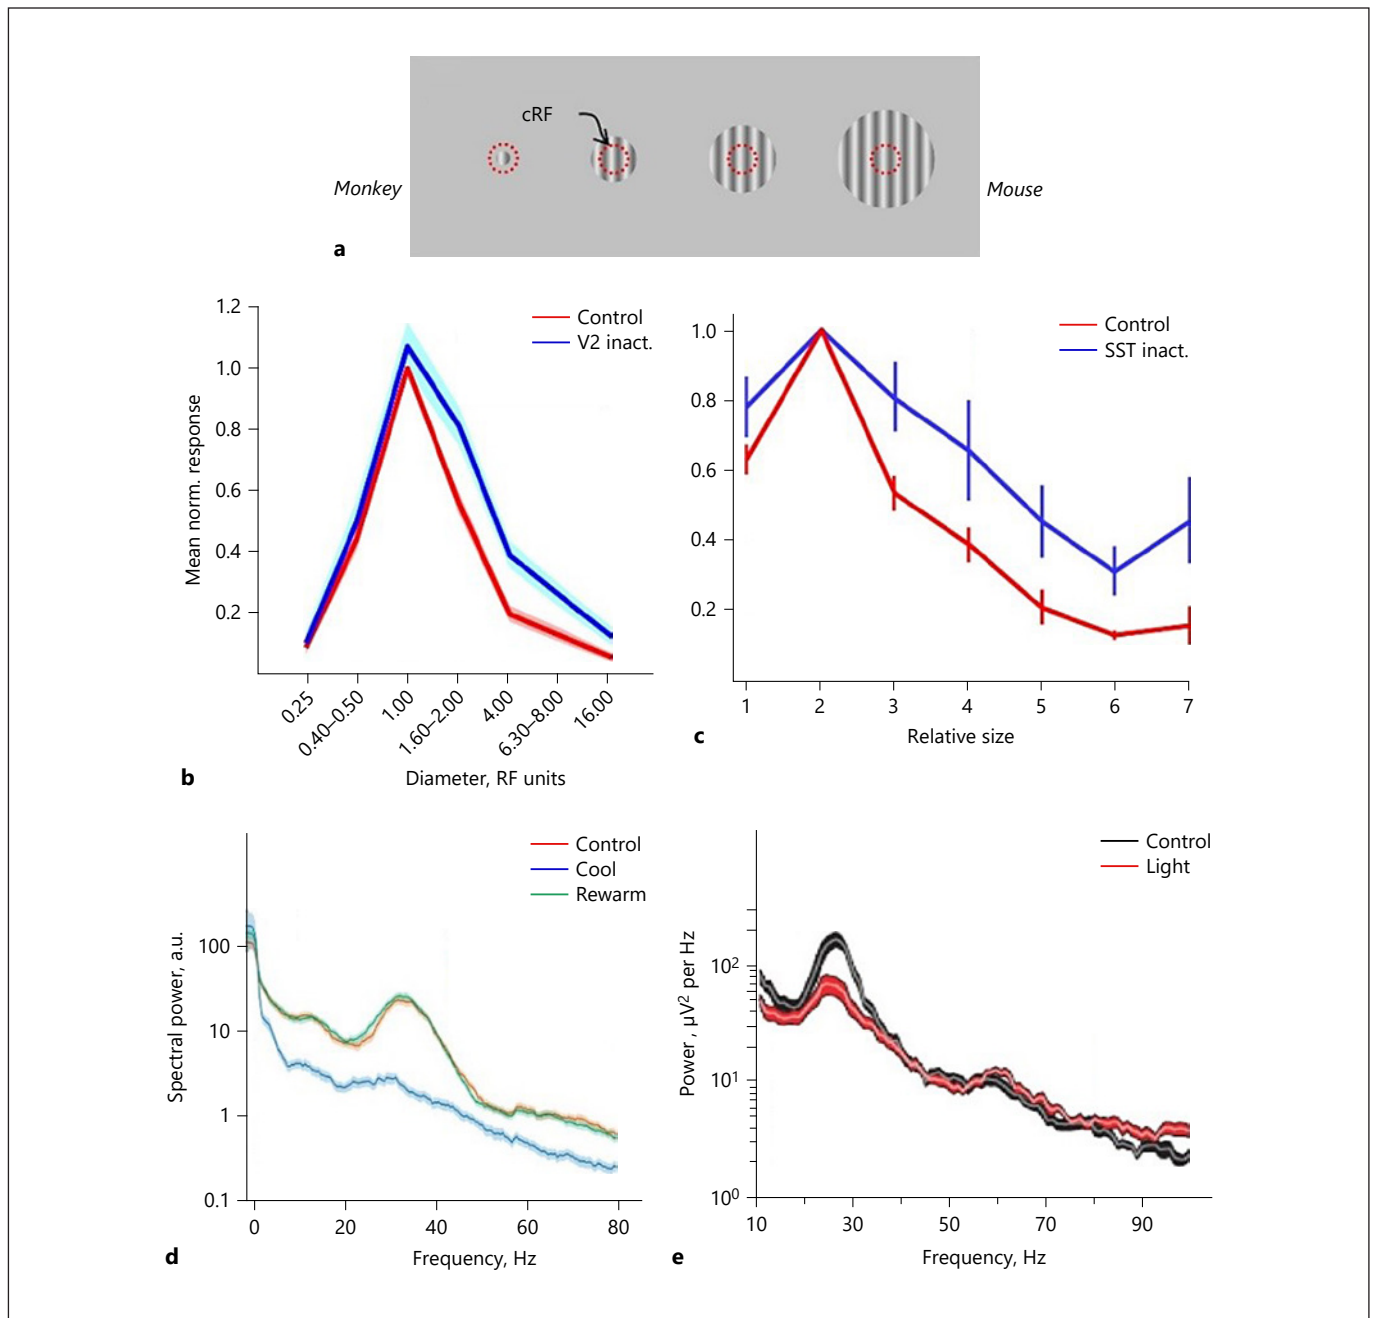 cRF
Monkey
Mouse
a
1.2
1.0
0.8
0.6
0.4
0.2
Mean norm. response
Control
V2 inact.
0.25
0.40–0.50
1.00
1.60–2.00
4.00
6.30–8.00
16.00
Diameter, RF units
b
1.0
0.8
0.6
0.4
0.2
Control
SST inact.
1 2 3 4 5 6 7
Relative size
c
Control
Cool
Rewarm
100
10
1
0.1
Spectral power, a.u.
0 20 40 60 80
Frequency, Hz
d
Control
Light
10²
10¹
10⁰
Power , µV² per Hz
10 30 50 70 90
Frequency, Hz
e